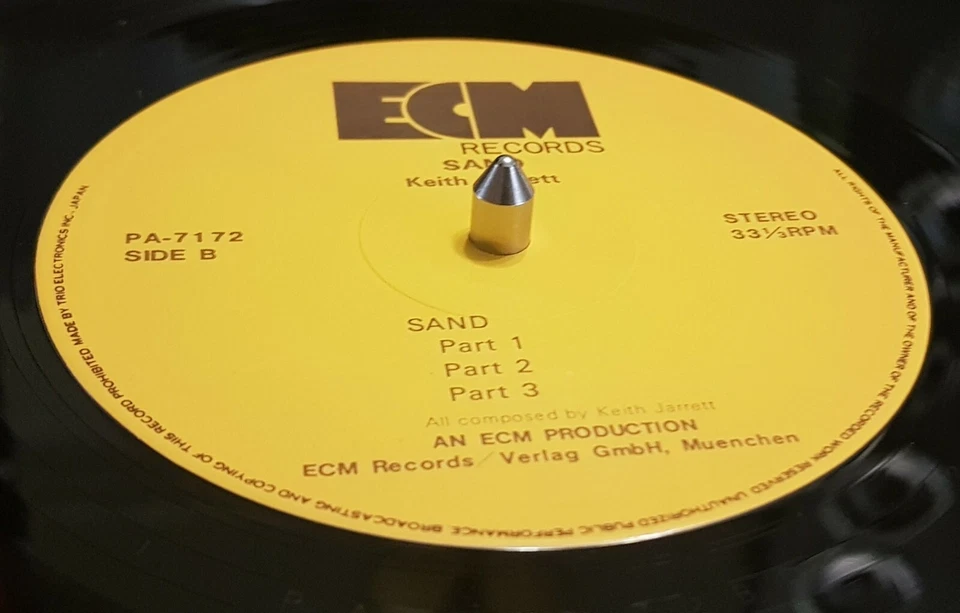 ECM
RECORDS
SAND
Keith Jarrett
PA-7172
SIDE B
STEREO
33⅓RPM
SAND
Part 1
Part 2
Part 3
All composed by Keith Jarrett
AN ECM PRODUCTION
ECM Records / Verlag GmbH, Muenchen
ALL RIGHTS OF THE MANUFACTURER AND OF THE OWNER OF THE RECORDED WORK RESERVED. UNAUTHORIZED PUBLIC PERFORMANCE, BROADCASTING AND COPYING OF THIS RECORD PROHIBITED MADE BY TRIO ELECTRONICS INC. JAPAN